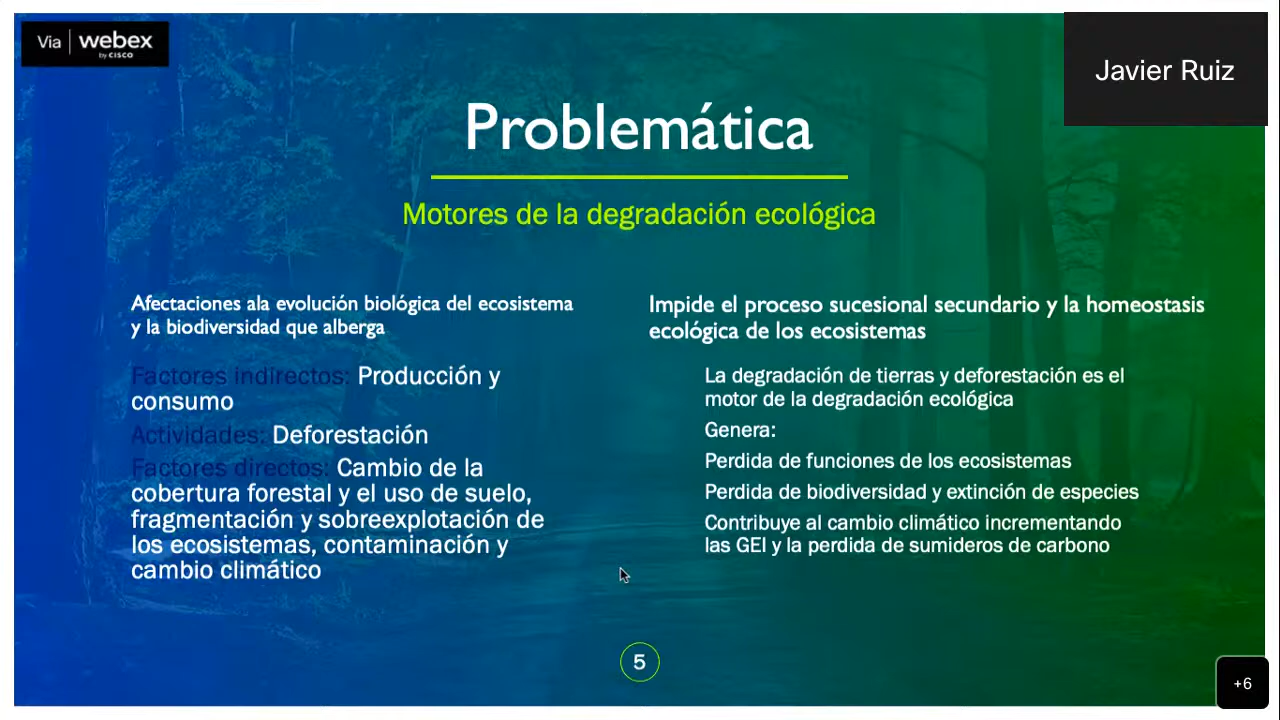 Via | webex
by CISCO
Javier Ruiz
Problemática
Motores de la degradación ecológica
Afectaciones ala evolución biológica del ecosistema
y la biodiversidad que alberga
Factores indirectos: Producción y
consumo
Actividades: Deforestación
Factores directos: Cambio de la
cobertura forestal y el uso de suelo,
fragmentación y sobreexplotación de
los ecosistemas, contaminación y
cambio climático
Impide el proceso sucesional secundario y la homeostasis
ecológica de los ecosistemas
La degradación de tierras y deforestación es el
motor de la degradación ecológica
Genera:
Perdida de funciones de los ecosistemas
Perdida de biodiversidad y extinción de especies
Contribuye al cambio climático incrementando
las GEI y la perdida de sumideros de carbono
5
+6